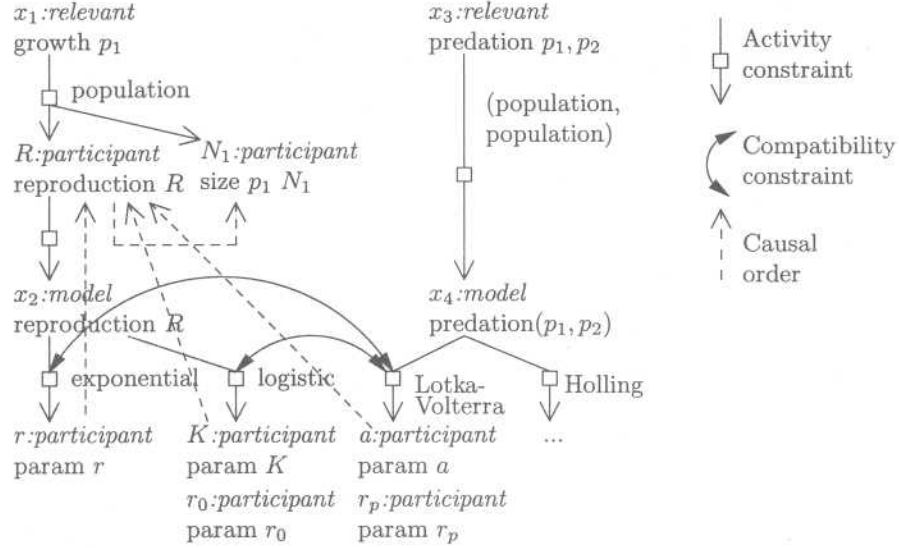 x₁:relevant
growth p₁
population
R:participant
reproduction R
N₁:participant
size p₁ N₁
x₂:model
reproduction R
exponential
logistic
r:participant
param r
K:participant
param K
r₀:participant
param r₀
x₃:relevant
predation p₁, p₂
(population,
population)
x₄:model
predation(p₁, p₂)
Lotka-
Volterra
Holling
a:participant
param a
r_p:participant
param r_p
...
Activity
constraint
Compatibility
constraint
Causal
order